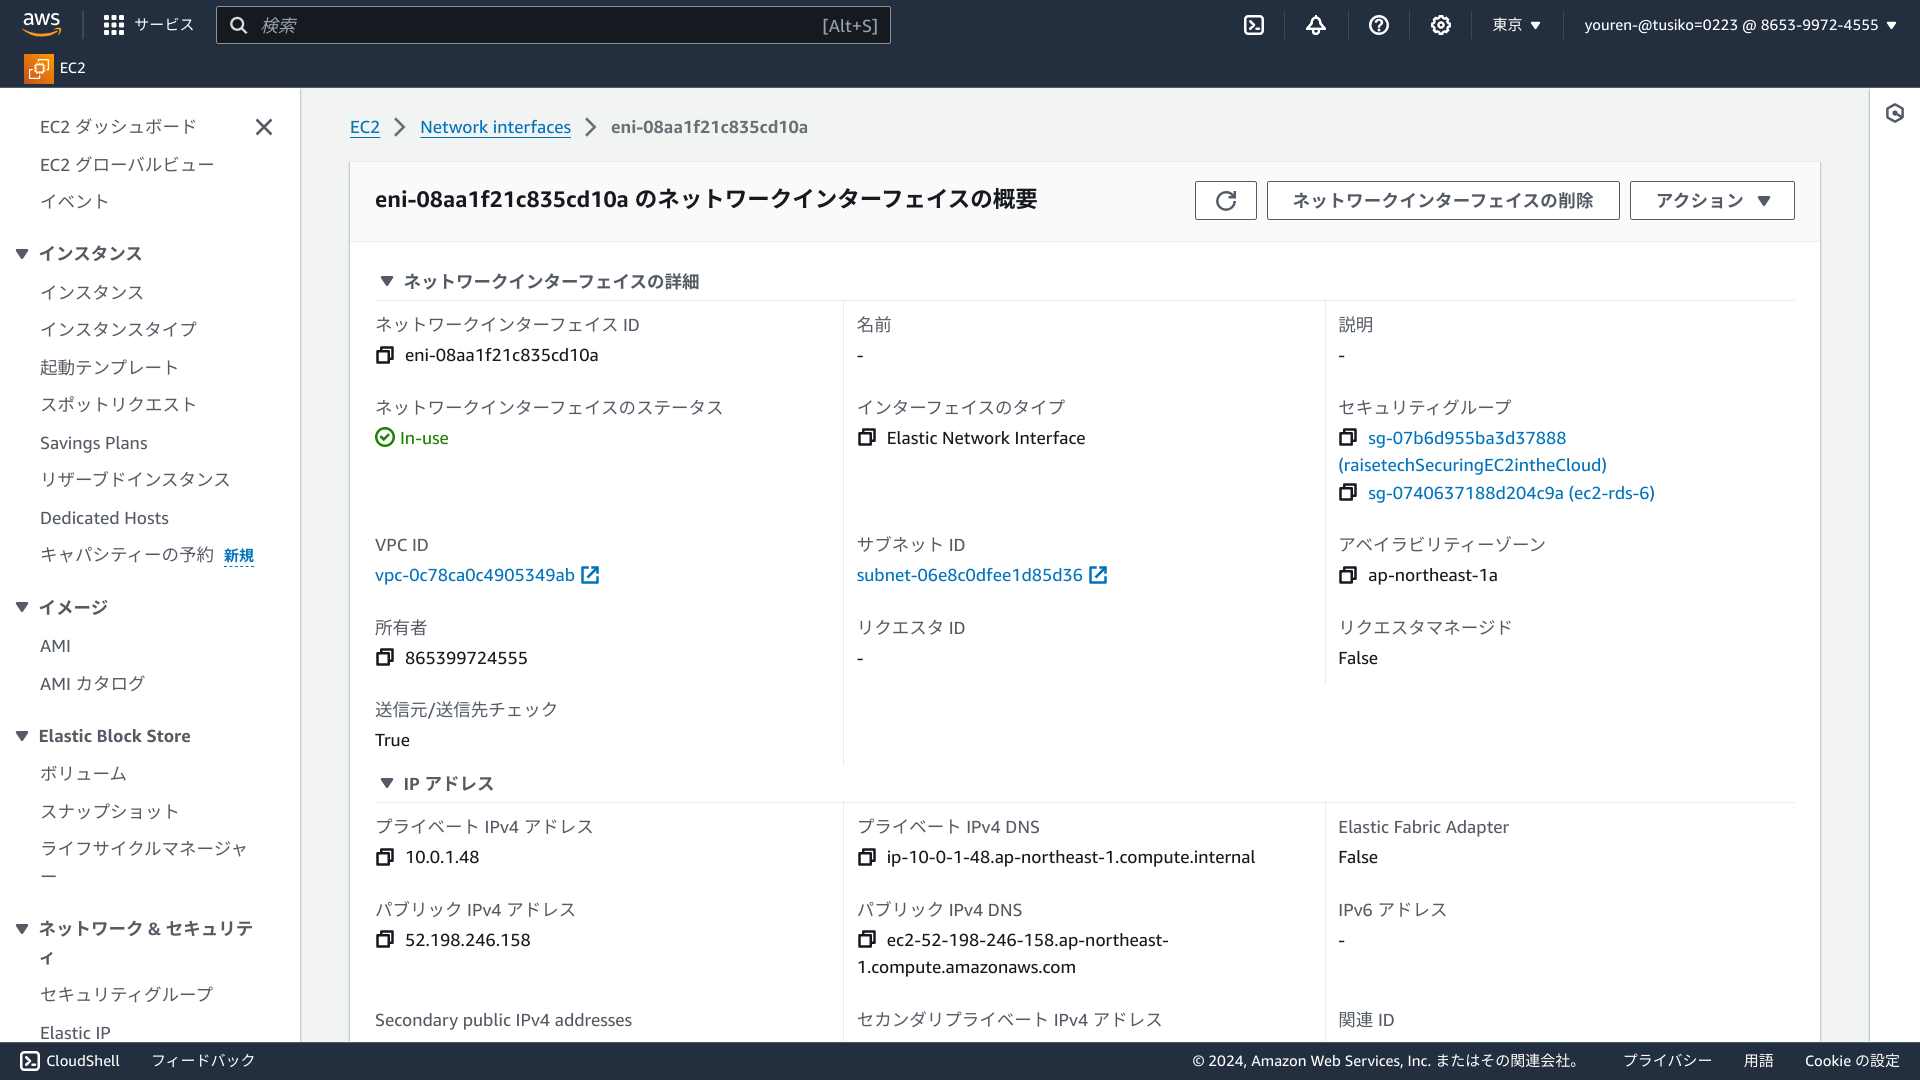 aws
サービス
検索
[Alt+S]
東京
youren-@tusiko=0223 @ 8653-9972-4555
EC2
EC2 ダッシュボード
EC2 グローバルビュー
イベント
インスタンス
インスタンス
インスタンスタイプ
起動テンプレート
スポットリクエスト
Savings Plans
リザーブドインスタンス
Dedicated Hosts
キャパシティーの予約 新規
イメージ
AMI
AMI カタログ
Elastic Block Store
ボリューム
スナップショット
ライフサイクルマネージャ
ー
ネットワーク & セキュリテ
ィ
セキュリティグループ
Elastic IP
EC2
Network interfaces
eni-08aa1f21c835cd10a
eni-08aa1f21c835cd10a のネットワークインターフェイスの概要
ネットワークインターフェイスの削除
アクション
ネットワークインターフェイスの詳細
ネットワークインターフェイス ID
eni-08aa1f21c835cd10a
名前
-
説明
-
ネットワークインターフェイスのステータス
In-use
インターフェイスのタイプ
Elastic Network Interface
セキュリティグループ
sg-07b6d955ba3d37888
(raisetechSecuringEC2intheCloud)
sg-0740637188d204c9a (ec2-rds-6)
VPC ID
vpc-0c78ca0c4905349ab
サブネット ID
subnet-06e8c0dfee1d85d36
アベイラビリティーゾーン
ap-northeast-1a
所有者
865399724555
リクエスタ ID
-
リクエスタマネージド
False
送信元/送信先チェック
True
IP アドレス
プライベート IPv4 アドレス
10.0.1.48
プライベート IPv4 DNS
ip-10-0-1-48.ap-northeast-1.compute.internal
Elastic Fabric Adapter
False
パブリック IPv4 アドレス
52.198.246.158
パブリック IPv4 DNS
ec2-52-198-246-158.ap-northeast-
1.compute.amazonaws.com
IPv6 アドレス
-
Secondary public IPv4 addresses
セカンダリプライベート IPv4 アドレス
関連 ID
CloudShell
フィードバック
© 2024, Amazon Web Services, Inc. またはその関連会社。
プライバシー
用語
Cookie の設定